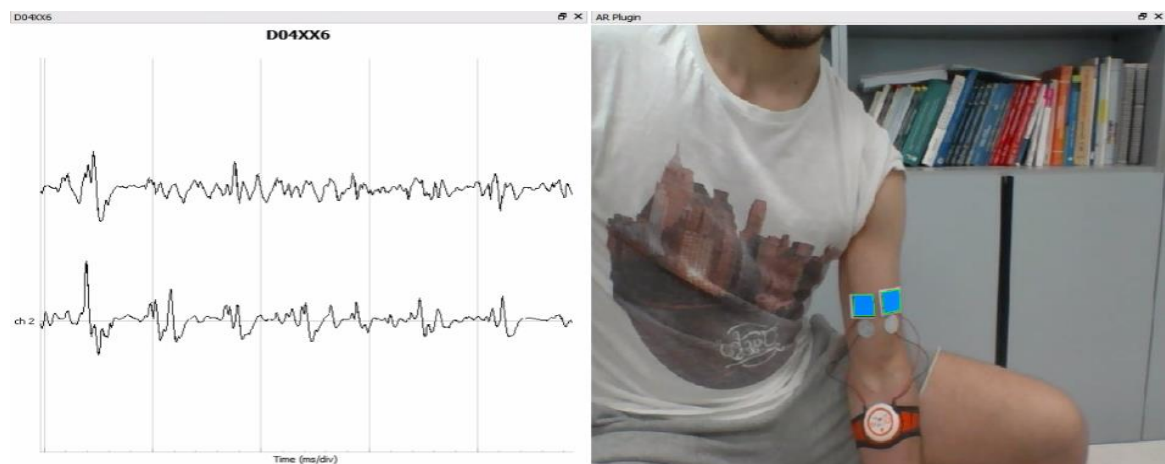 D04XX6
D04XX6
ch 2
Time (ms/div)
AR Plugin